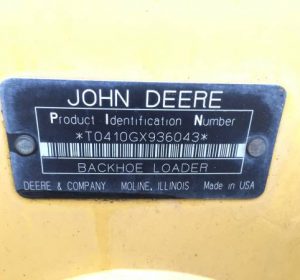 JOHN DEERE
Product Identification Number
*T0410GX936043*
BACKHOE LOADER
DEERE & COMPANY MOLINE, ILLINOIS Made in USA